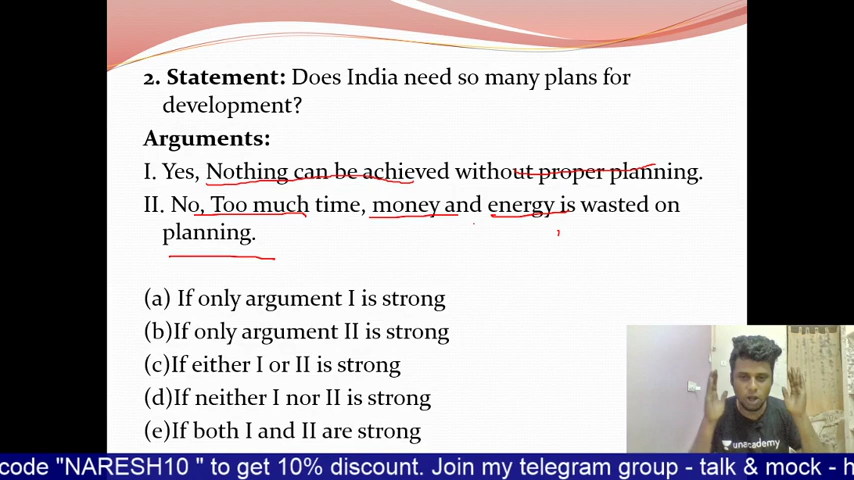 2. Statement: Does India need so many plans for
development?
Arguments:
I. Yes, Nothing can be achieved without proper planning.
II. No, Too much time, money and energy is wasted on
planning.
(a) If only argument I is strong
(b)If only argument II is strong
(c)If either I or II is strong
(d)If neither I nor II is strong
(e)If both I and II are strong
unacademy
code "NARESH10 " to get 10% discount. Join my telegram group - talk & mock - h